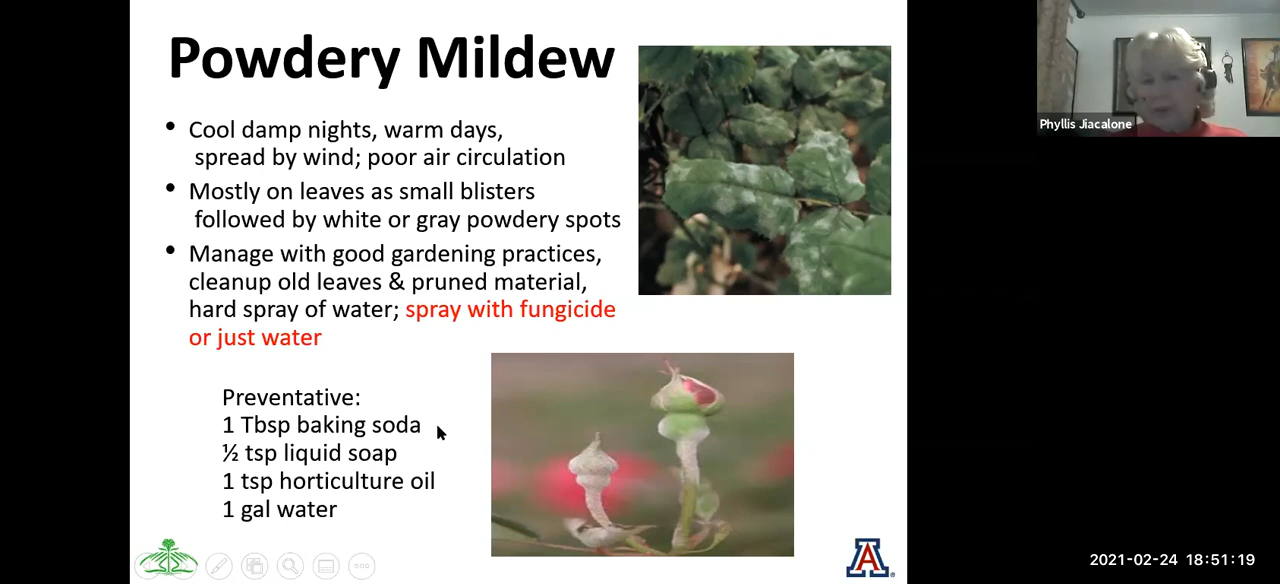 Powdery Mildew
• Cool damp nights, warm days,
spread by wind; poor air circulation
• Mostly on leaves as small blisters
followed by white or gray powdery spots
• Manage with good gardening practices,
cleanup old leaves & pruned material,
hard spray of water; spray with fungicide
or just water
Preventative:
1 Tbsp baking soda
½ tsp liquid soap
1 tsp horticulture oil
1 gal water
A
Phyllis Jiacalone
2021-02-24 18:51:19